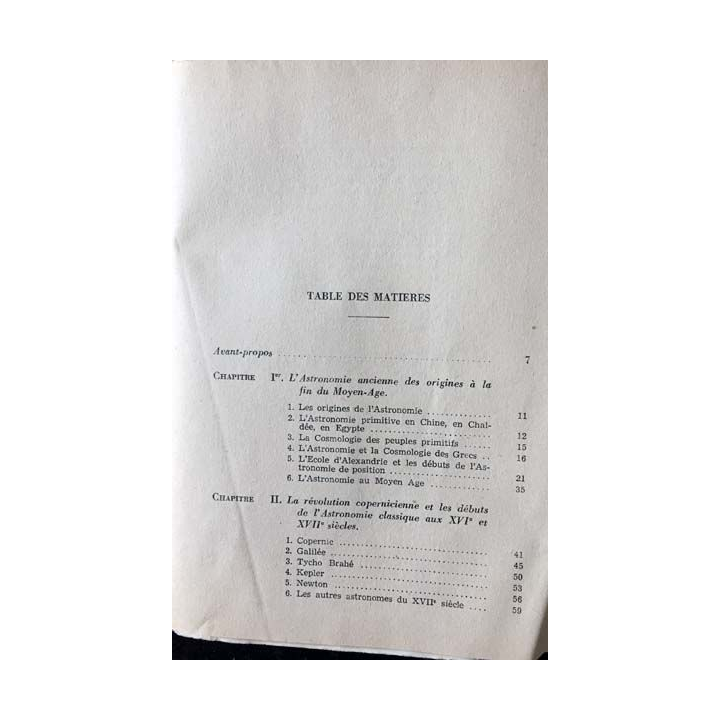 TABLE DES MATIERES
Avant-propos . . . . . . . . . . . . . . . . . . . . 7
CHAPITRE Ier. L'Astronomie ancienne des origines à la
fin du Moyen-Age.
1. Les origines de l'Astronomie . . . . . . . . . . 11
2. L'Astronomie primitive en Chine, en Chal-
dée, en Egypte . . . . . . . . . . 12
3. La Cosmologie des peuples primitifs . . . . . 15
4. L'Astronomie et la Cosmologie des Grecs . . 16
5. L'Ecole d'Alexandrie et les débuts de l'As-
tronomie de position . . . . . . . . . . 21
6. L'Astronomie au Moyen Age . . . . . . . . . . 35
CHAPITRE II. La révolution copernicienne et les débuts
de l'Astronomie classique aux XVIe et
XVIIe siècles.
1. Copernic . . . . . . . . . . 41
2. Galilée . . . . . . . . . . 45
3. Tycho Brahé . . . . . . . . . . 50
4. Kepler . . . . . . . . . . 53
5. Newton . . . . . . . . . . 56
6. Les autres astronomes du XVIIe siècle . . . . 59